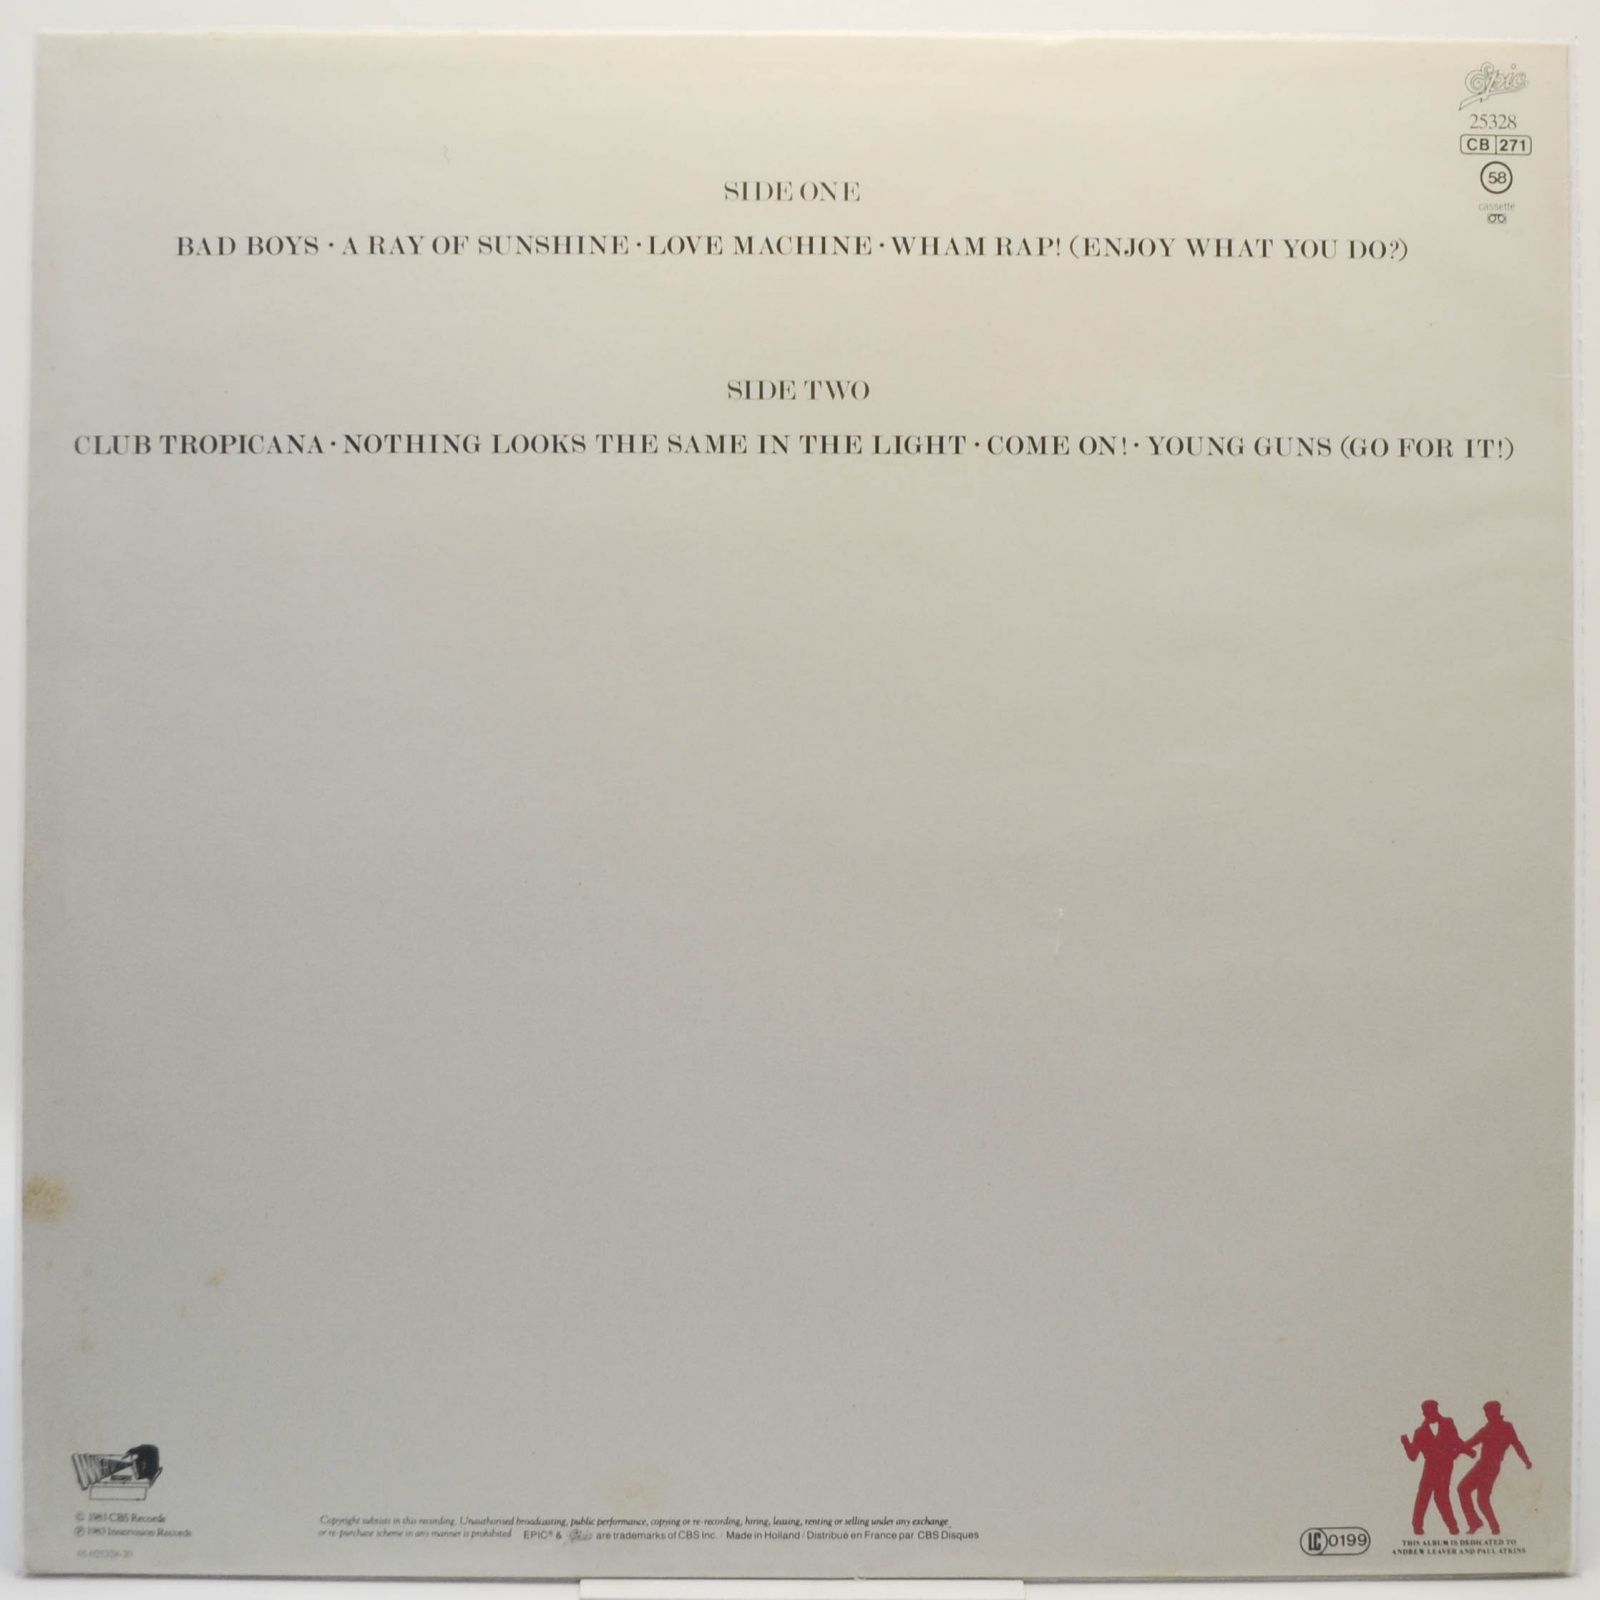 Epic
25328
CB 271
58
cassette
SIDE ONE
BAD BOYS · A RAY OF SUNSHINE · LOVE MACHINE · WHAM RAP! (ENJOY WHAT YOU DO?)
SIDE TWO
CLUB TROPICANA · NOTHING LOOKS THE SAME IN THE LIGHT · COME ON! · YOUNG GUNS (GO FOR IT!)
© 1983 CBS Records
℗ 1983 Innervision Records
Copyright subsists in this recording. Unauthorised broadcasting, public performance, copying or re-recording, hiring, leasing, renting or selling under any exchange
or re-purchase scheme in any manner is prohibited EPIC® & are trademarks of CBS Inc. / Made in Holland / Distribué en France par CBS Disques
LC 0199
THIS ALBUM IS DEDICATED TO
ANDREW LEAVER AND PAUL ATKINS